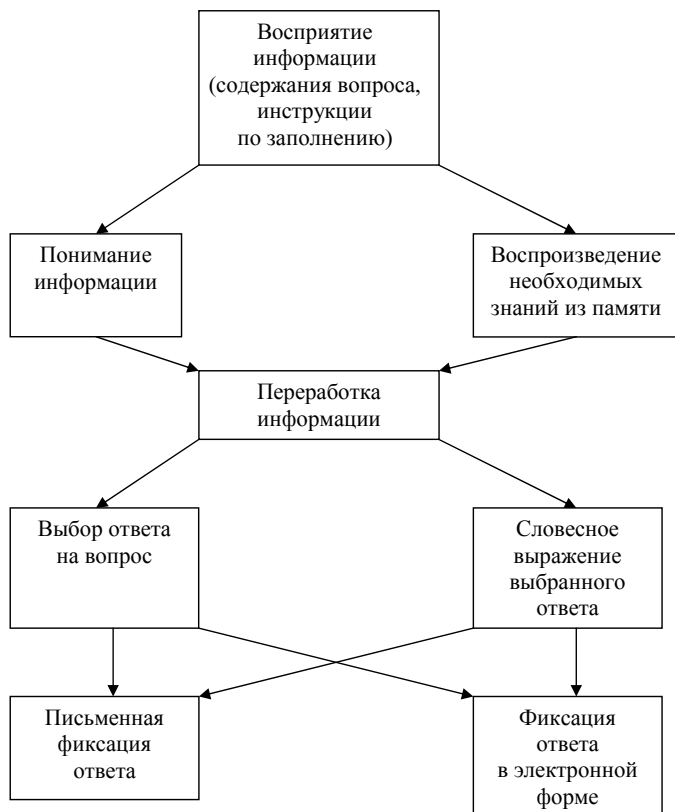 Восприятие
информации
(содержания вопроса,
инструкции
по заполнению)
Понимание
информации
Воспроизведение
необходимых
знаний из памяти
Переработка
информации
Выбор ответа
на вопрос
Словесное
выражение
выбранного
ответа
Письменная
фиксация
ответа
Фиксация
ответа
в электронной
форме